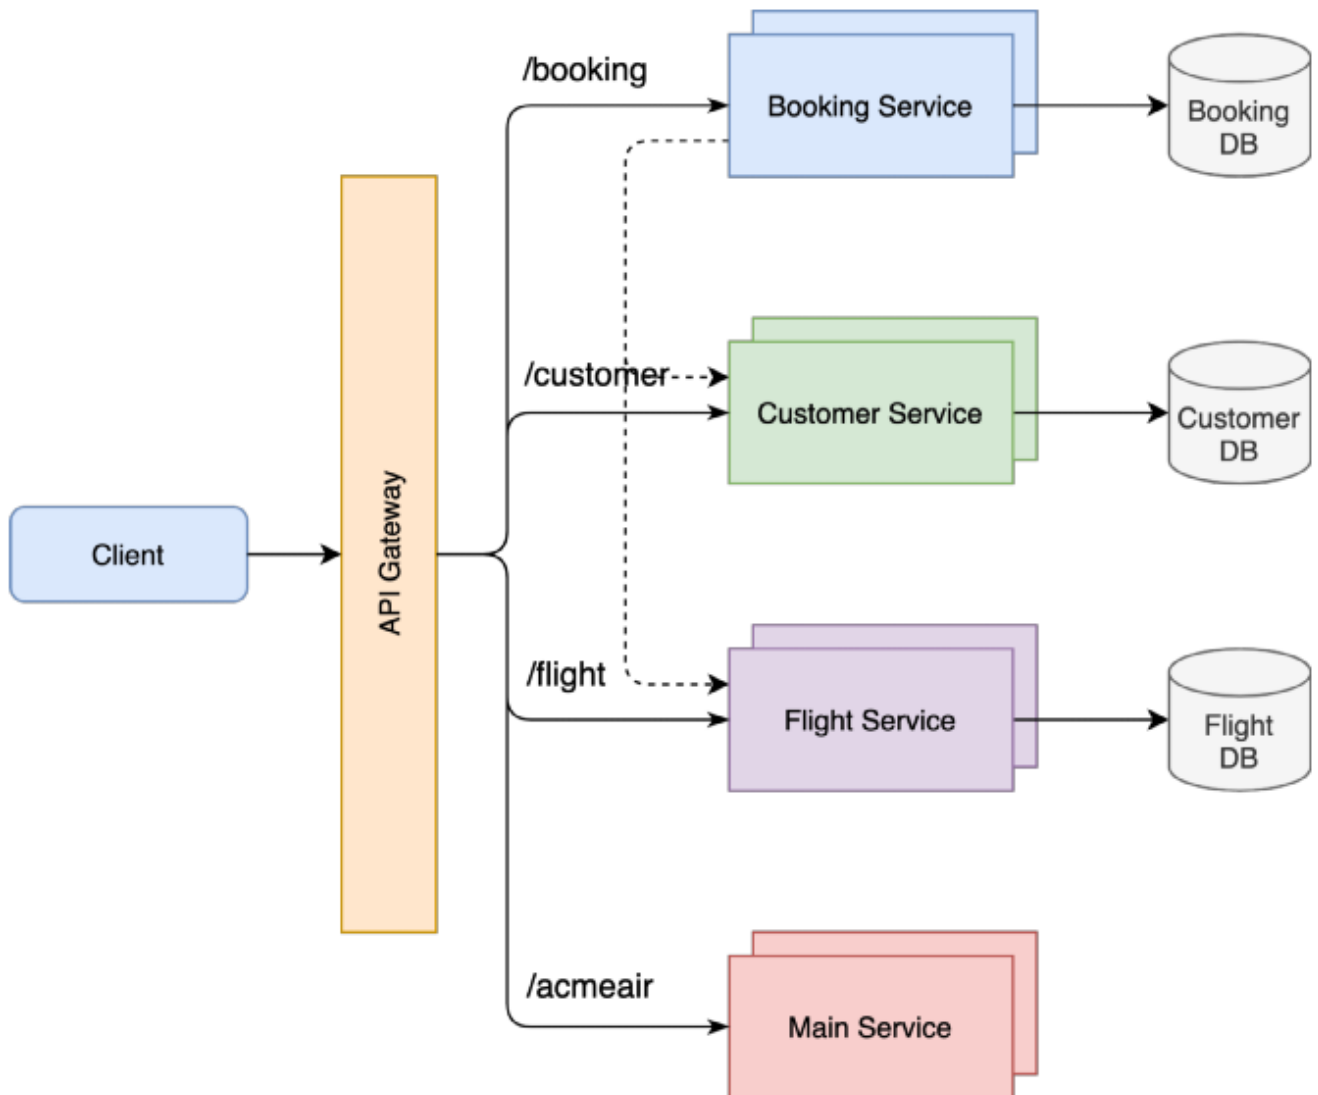 /booking
Booking Service
Booking
DB
/customer
Customer Service
Customer
DB
Client
API Gateway
/flight
Flight Service
Flight
DB
/acmeair
Main Service